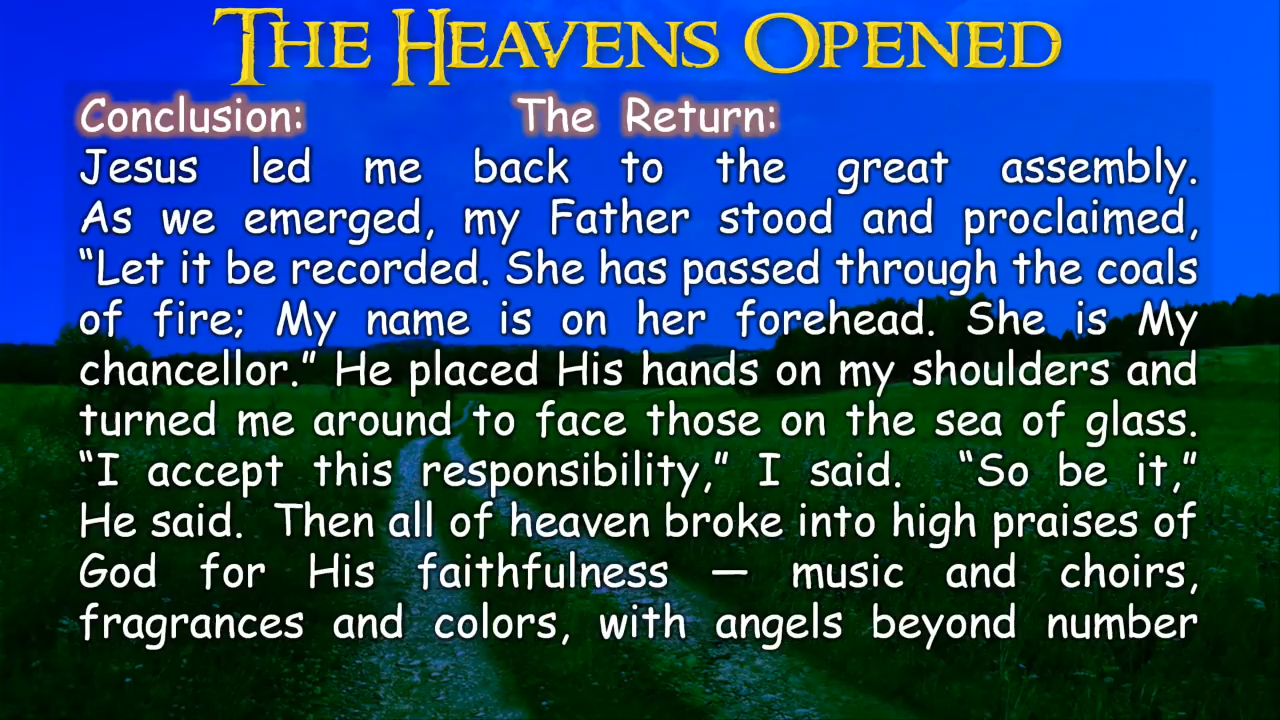 THE HEAVENS OPENED
Conclusion: The Return:
Jesus led me back to the great assembly.
As we emerged, my Father stood and proclaimed,
“Let it be recorded. She has passed through the coals
of fire; My name is on her forehead. She is My
chancellor.” He placed His hands on my shoulders and
turned me around to face those on the sea of glass.
“I accept this responsibility,” I said. “So be it,”
He said. Then all of heaven broke into high praises of
God for His faithfulness — music and choirs,
fragrances and colors, with angels beyond number